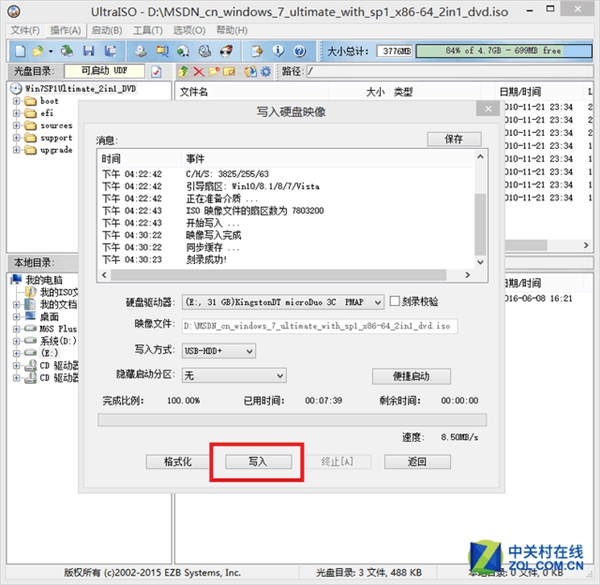 UltraISO - D:\MSDN_cn_windows_7_ultimate_with_sp1_x86-64_2in1_dvd.iso
文件(F) 操作(A) 启动(B) 工具(T) 选项(O) 帮助(H)
大小总计: 3776MB 84% of 4.7GB - 699MB free
光盘目录: 可启动 UDF 路径: /
Win7SP1Ultimate_2in1_DVD
boot
efi
sources
support
upgrade
文件名 大小 类型 日期/时间
010-11-21 23:34
010-11-21 23:34
010-11-21 23:34
010-11-21 23:34
010-11-21 23:34
010-11-21 23:34
010-11-21 23:34
010-11-21 23:34
写入硬盘映像
消息: 保存
时间 事件
下午 04:22:42 C/H/S: 3825/255/63
下午 04:22:42 引导扇区: Win10/8.1/8/7/Vista
下午 04:22:42 正在准备介质 ...
下午 04:22:43 ISO 映像文件的扇区数为 7803200
下午 04:22:43 开始写入 ...
下午 04:30:22 映像写入完成
下午 04:30:22 同步缓存 ...
下午 04:30:23 刻录成功!
硬盘驱动器: (E:, 31 GB)KingstonDT microDuo 3C PMAP 刻录校验
映像文件: D:\MSDN_cn_windows_7_ultimate_with_sp1_x86-64_2in1_dvd.iso
写入方式: USB-HDD+
隐藏启动分区: 无 便捷启动
完成比例: 100.00% 已用时间: 00:07:39 剩余时间: 00:00:00
速度: 8.50MB/s
格式化 写入 终止[A] 返回
本地目录:
我的电脑
我的ISO文
我的文档
桌面
M6S Plus
系统(D:)
(E:)
CD 驱动器
CD 驱动器
期/时间
016-06-08 16:21
版权所有 (c)2002-2015 EZB Systems, Inc. 光盘目录: 3 文件, 488 KB 本地目录: 0 文件, 0 KB
Z 中关村在线
ZOL.COM.CN